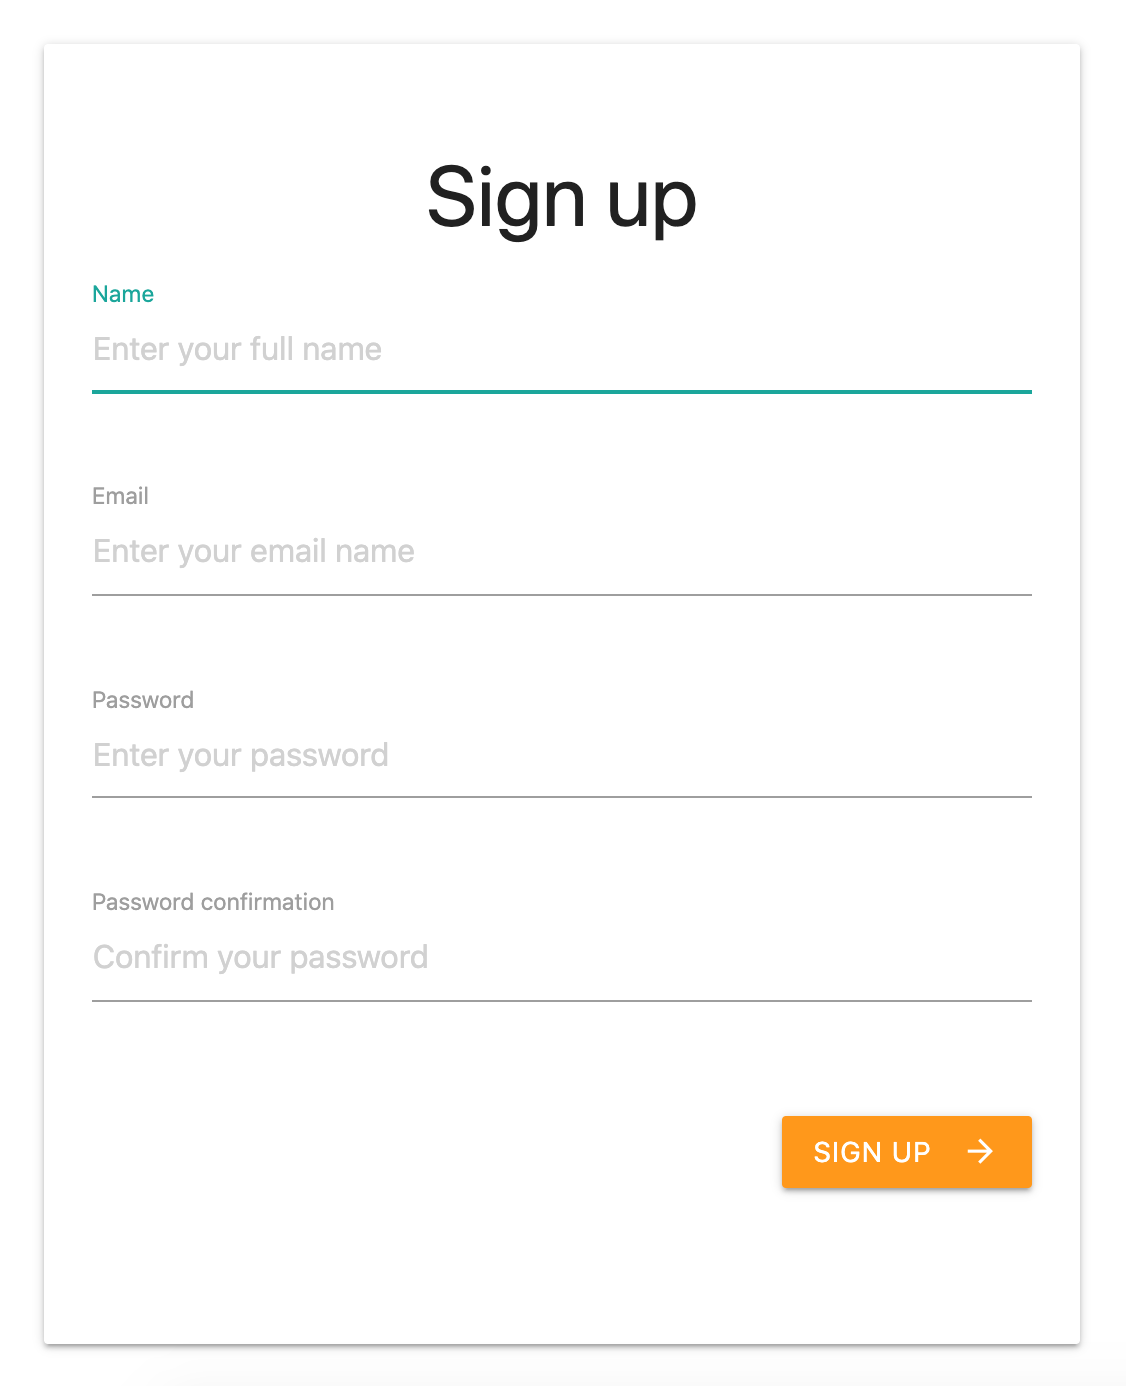 Sign up
Name
Enter your full name
Email
Enter your email name
Password
Enter your password
Password confirmation
Confirm your password
SIGN UP